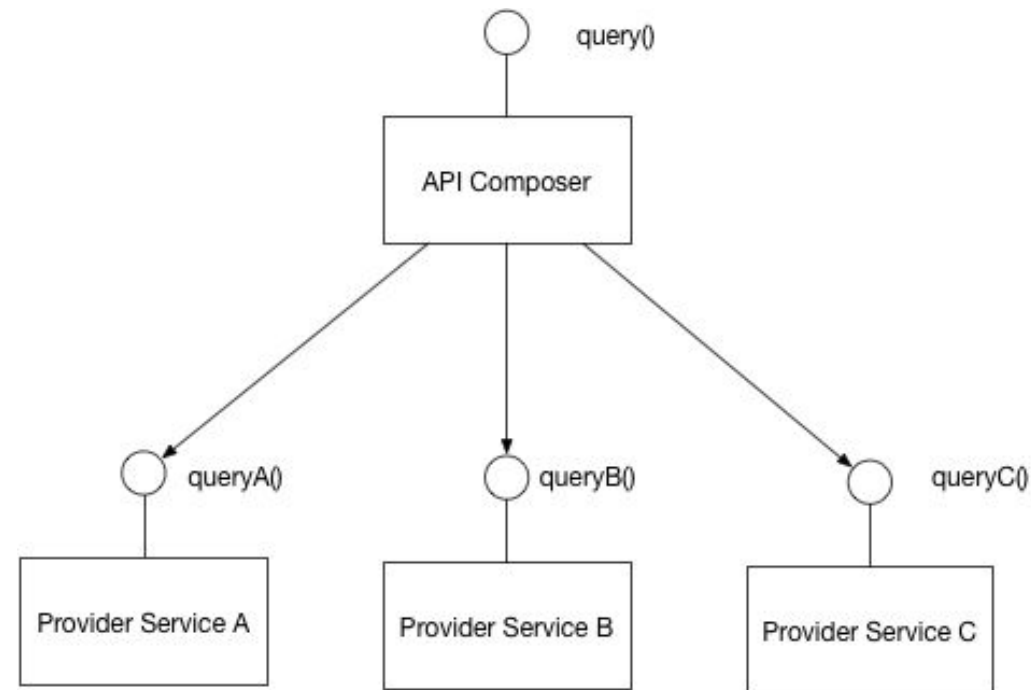 query()
API Composer
queryA()
queryB()
queryC()
Provider Service A
Provider Service B
Provider Service C